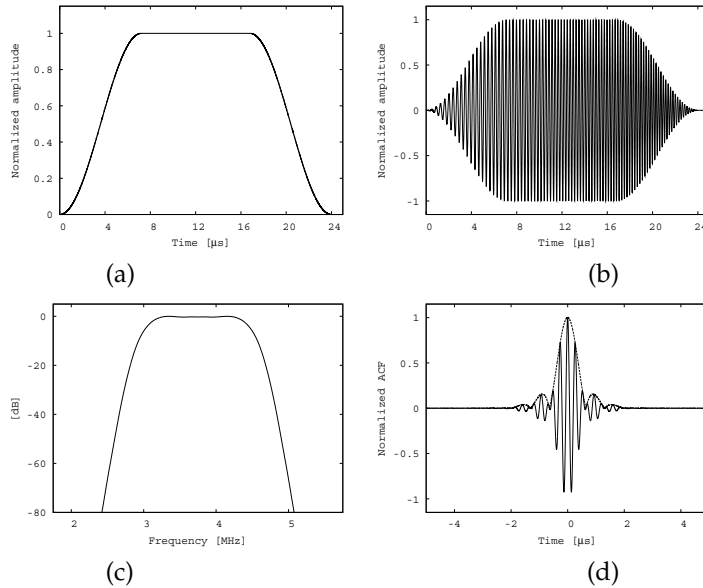 1
0.8
0.6
0.4
0.2
0
Normalized amplitude
0 4 8 12 16 20 24
Time [μs]
(a)
1
0.5
0
-0.5
-1
Normalized amplitude
0 4 8 12 16 20 24
Time [μs]
(b)
0
-20
-40
-60
-80
[dB]
2 3 4 5
Frequency [MHz]
(c)
1
0.5
0
-0.5
-1
Normalized ACF
-4 -2 0 2 4
Time [μs]
(d)